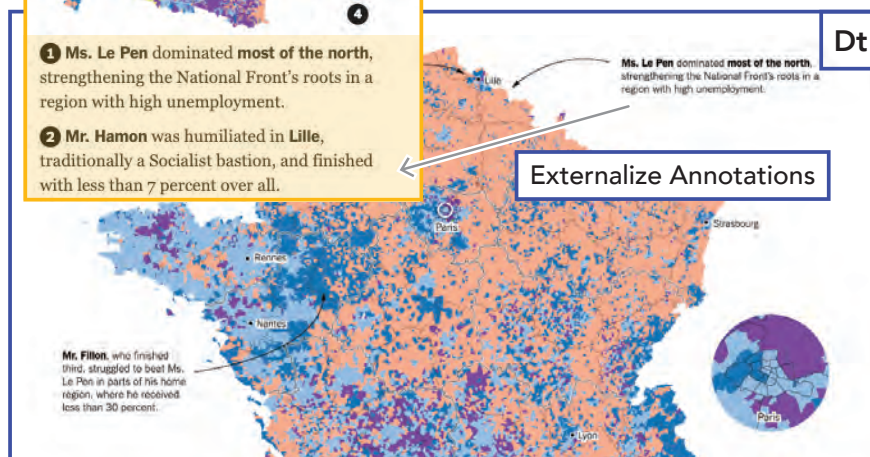 4
1 Ms. Le Pen dominated most of the north,
strengthening the National Front's roots in a
region with high unemployment.
2 Mr. Hamon was humiliated in Lille,
traditionally a Socialist bastion, and finished
with less than 7 percent over all.
Dt
Ms. Le Pen dominated most of the north,
strengthening the National Front's roots in a
region with high unemployment.
Lille
Externalize Annotations
Paris
Strasbourg
Rennes
Nantes
Mr. Fillon, who finished
third, struggled to beat Ms.
Le Pen in parts of his home
region, where he received
less than 30 percent.
Paris
Lyon